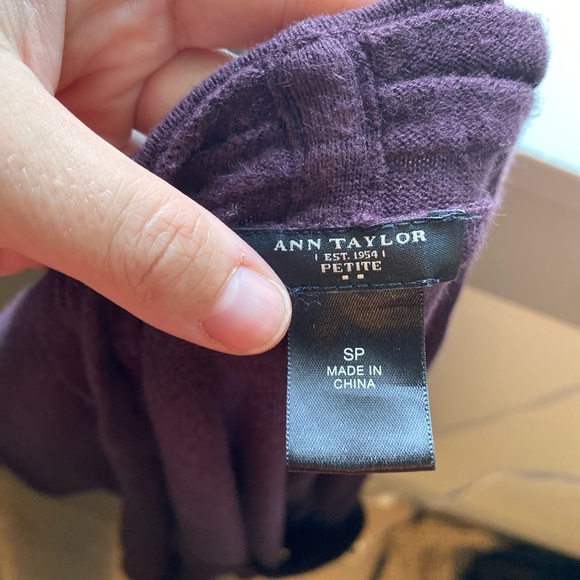 ANN TAYLOR
EST. 1954
PETITE
SP
MADE IN
CHINA